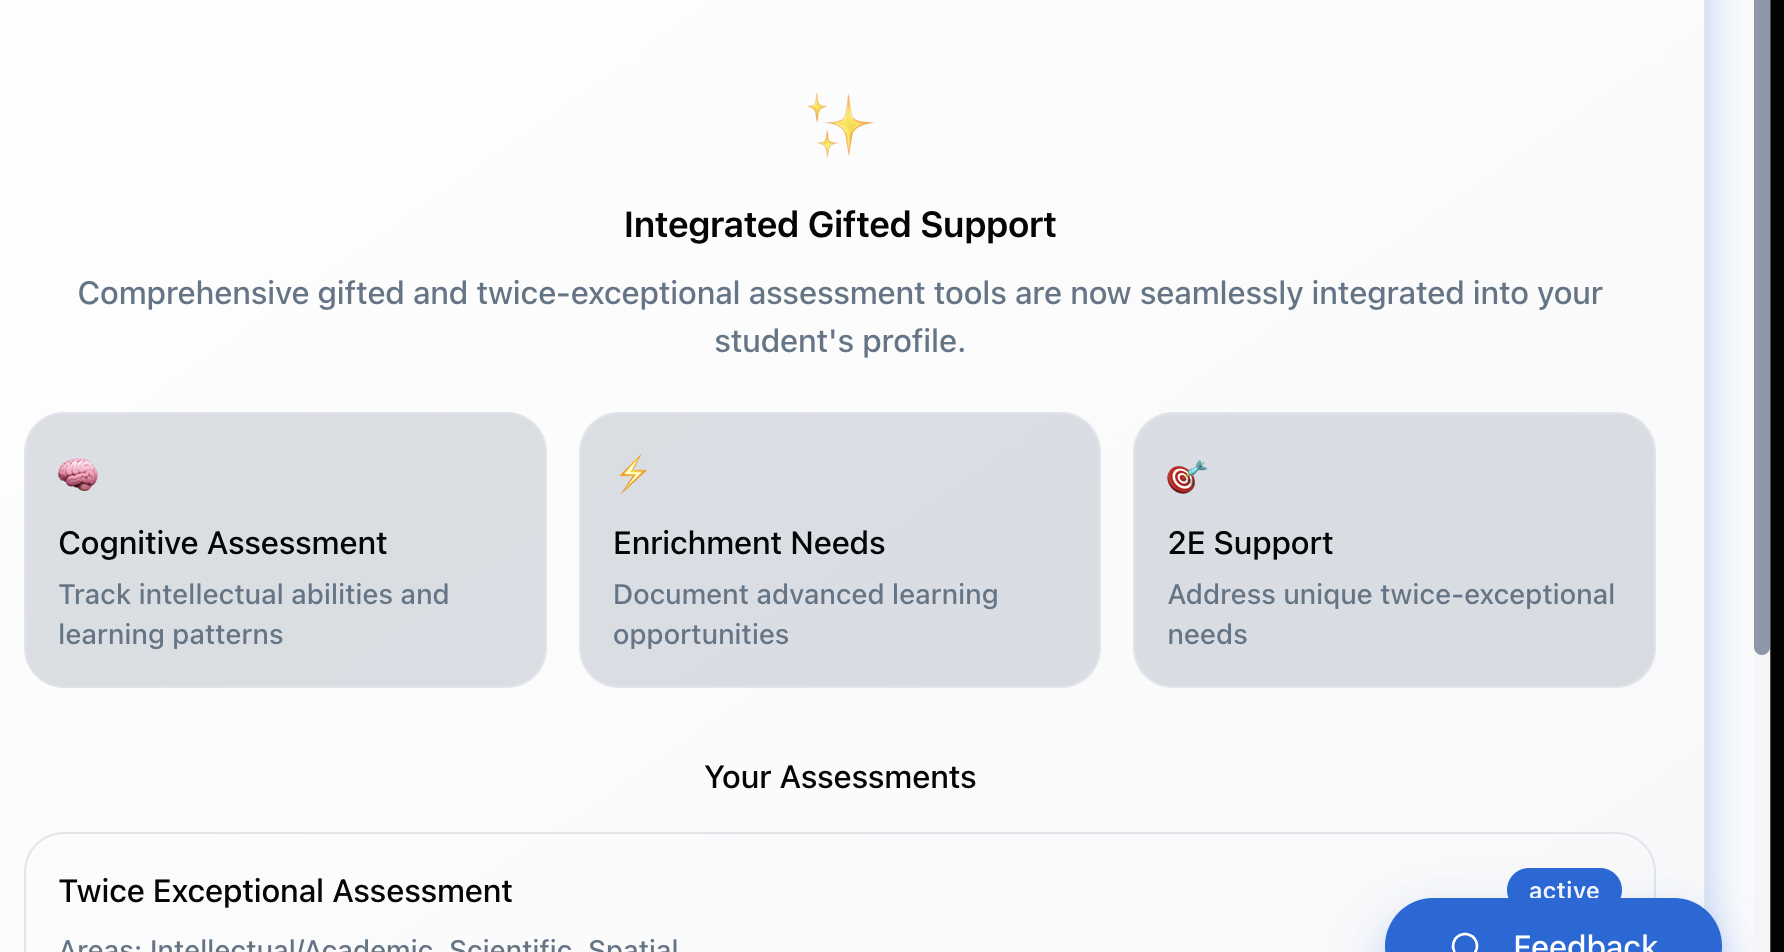 Integrated Gifted Support
Comprehensive gifted and twice-exceptional assessment tools are now seamlessly integrated into your
student's profile.
Cognitive Assessment
Track intellectual abilities and
learning patterns
Enrichment Needs
Document advanced learning
opportunities
2E Support
Address unique twice-exceptional
needs
Your Assessments
Twice Exceptional Assessment
active
Areas: Intellectual/Academic, Scientific, Spatial
Feedback